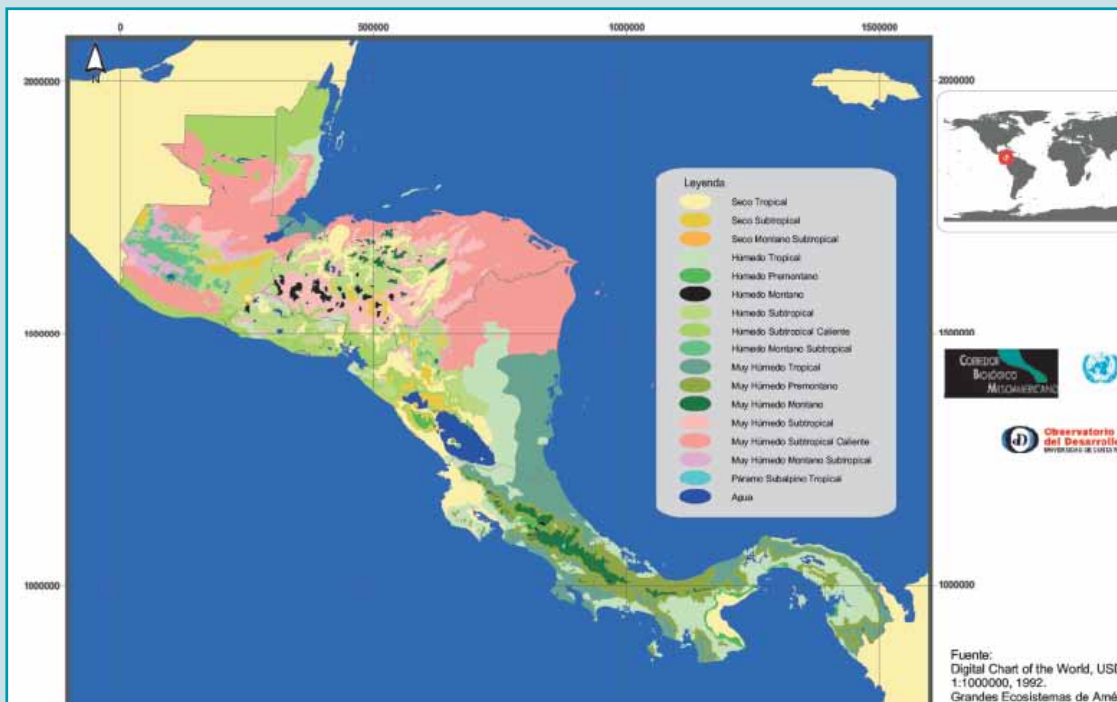 0 500000 1000000 1500000
2000000 2000000
N
Leyenda
Seco Tropical
Seco Subtropical
Seco Montano Subtropical
Húmedo Tropical
Húmedo Premontano
Húmedo Montano
Húmedo Subtropical
Húmedo Subtropical Caliente
Húmedo Montano Subtropical
Muy Húmedo Tropical
Muy Húmedo Premontano
Muy Húmedo Montano
Muy Húmedo Subtropical
Muy Húmedo Subtropical Caliente
Muy Húmedo Montano Subtropical
Páramo Subalpino Tropical
Agua
1500000 1500000
CORREDOR
BIOLÓGICO
MESOAMERICANO
Observatorio
del Desarrollo
1000000 1000000
Fuente:
Digital Chart of the World, USD
1:1000000, 1992.
Grandes Ecosistemas de Amé